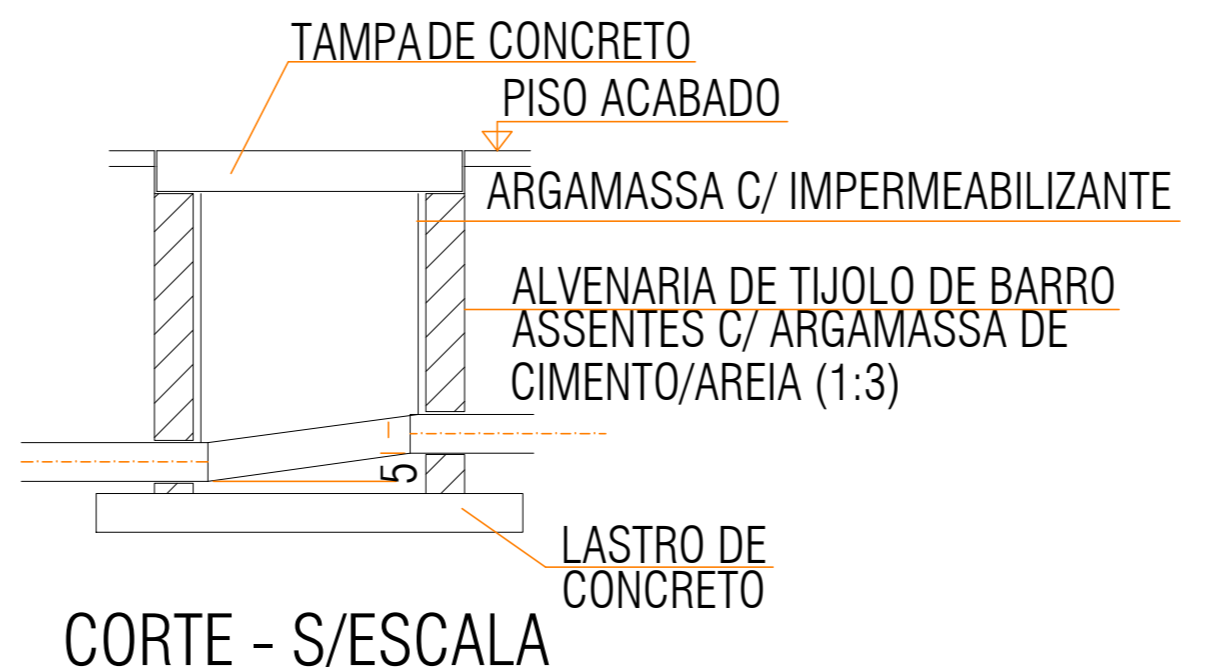 TAMPA DE CONCRETO
PISO ACABADO
ARGAMASSA C/ IMPERMEABILIZANTE
ALVENARIA DE TIJOLO DE BARRO
ASSENTES C/ ARGAMASSA DE
CIMENTO/AREIA (1:3)
5
LASTRO DE
CONCRETO
CORTE - S/ESCALA